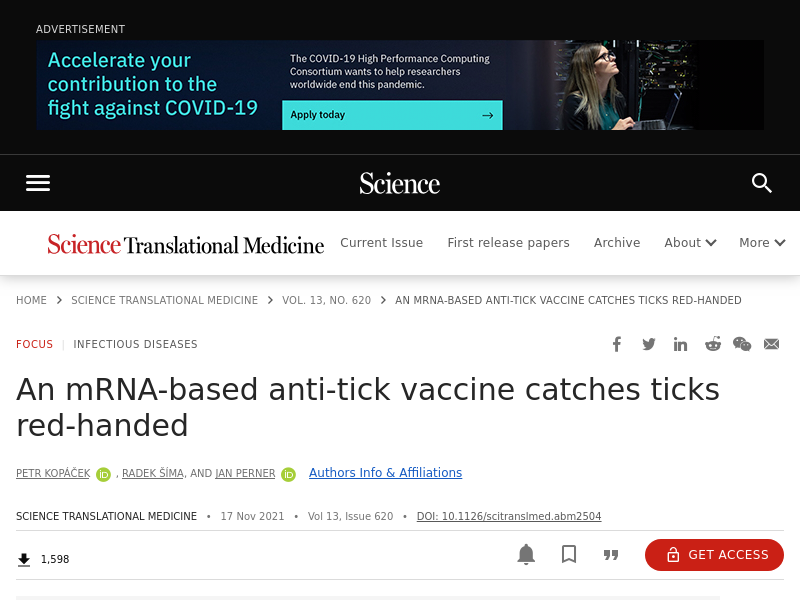 ADVERTISEMENT
Accelerate your
contribution to the
fight against COVID-19
The COVID-19 High Performance Computing
Consortium wants to help researchers
worldwide end this pandemic.
Apply today
Science
Science Translational Medicine
Current Issue First release papers Archive About More
HOME SCIENCE TRANSLATIONAL MEDICINE VOL. 13, NO. 620 AN MRNA-BASED ANTI-TICK VACCINE CATCHES TICKS RED-HANDED
FOCUS | INFECTIOUS DISEASES
An mRNA-based anti-tick vaccine catches ticks
red-handed
PETR KOPÁČEK iD , RADEK ŠÍMA, AND JAN PERNER iD Authors Info & Affiliations
SCIENCE TRANSLATIONAL MEDICINE • 17 Nov 2021 • Vol 13, Issue 620 • DOI: 10.1126/scitranslmed.abm2504
1,598
GET ACCESS